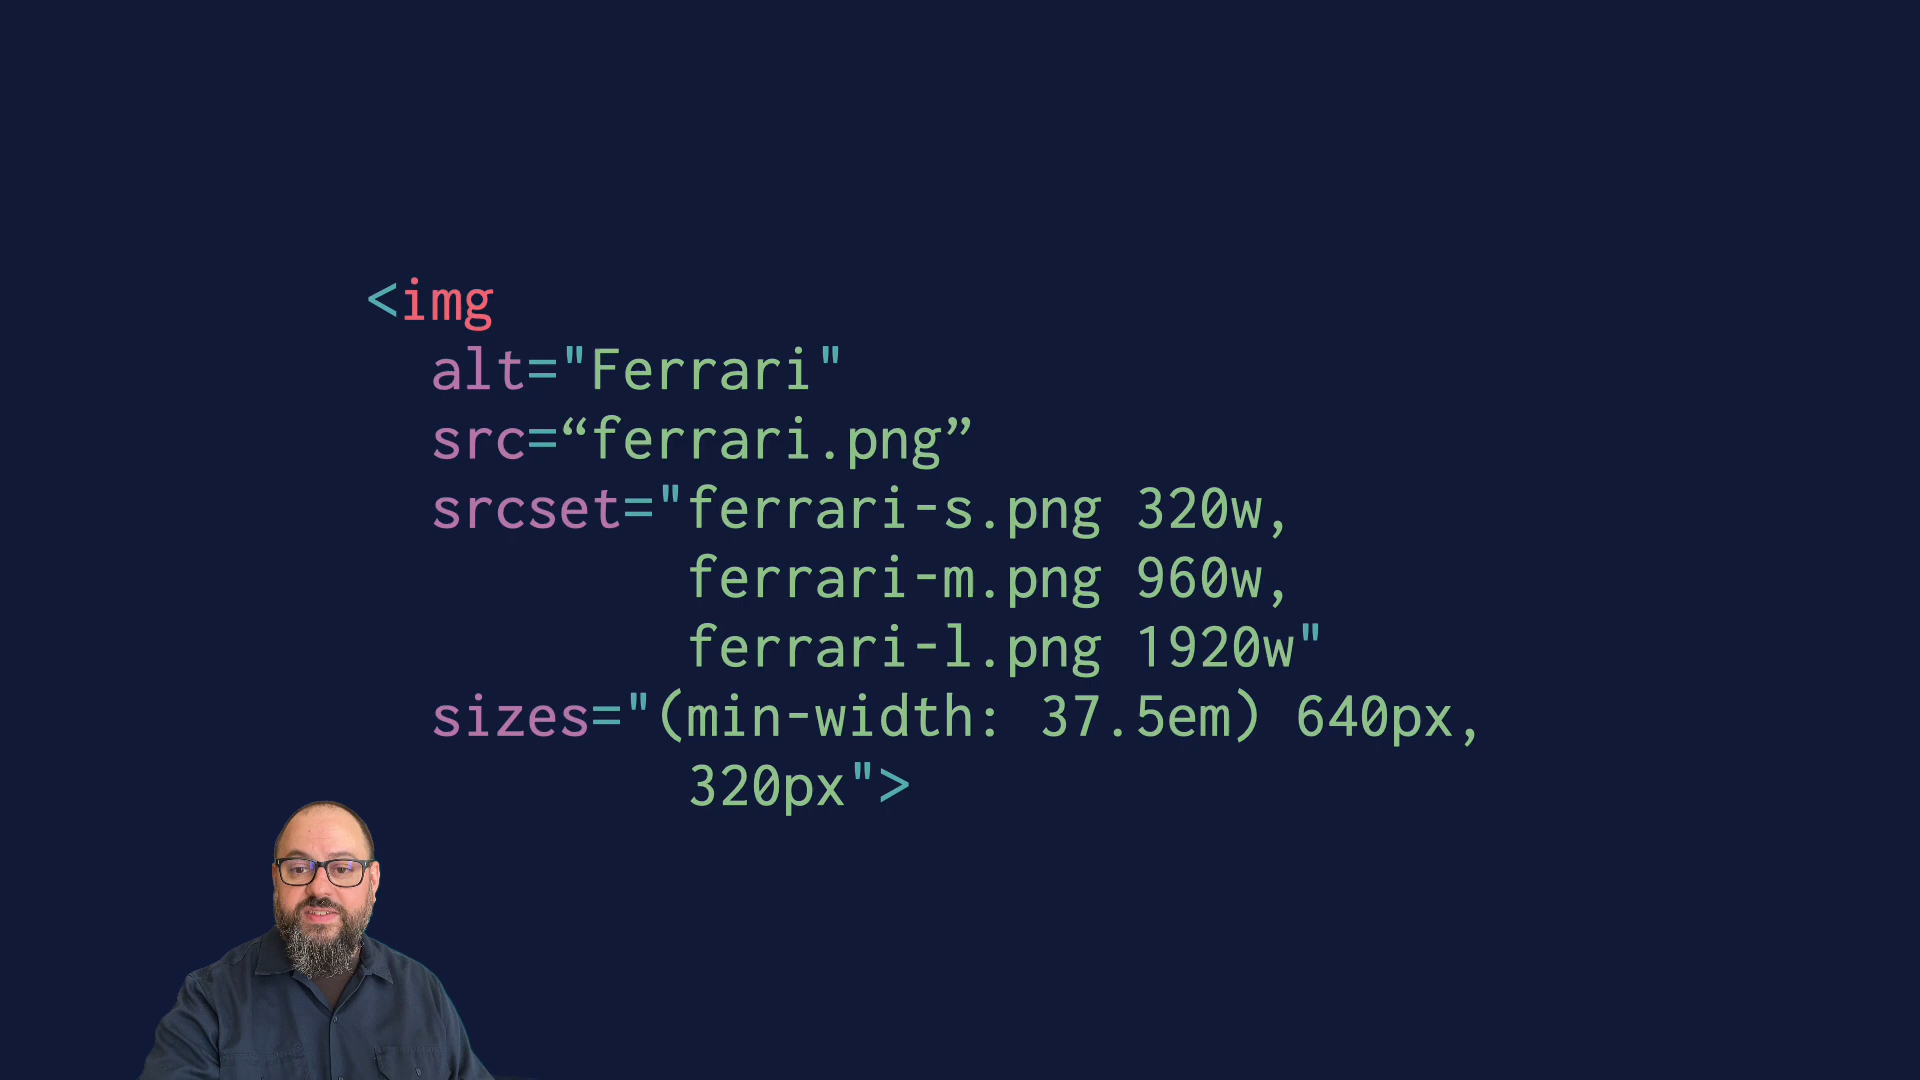 <img
alt="Ferrari"
src=“ferrari.png”
srcset="ferrari-s.png 320w,
ferrari-m.png 960w,
ferrari-l.png 1920w"
sizes="(min-width: 37.5em) 640px,
320px">